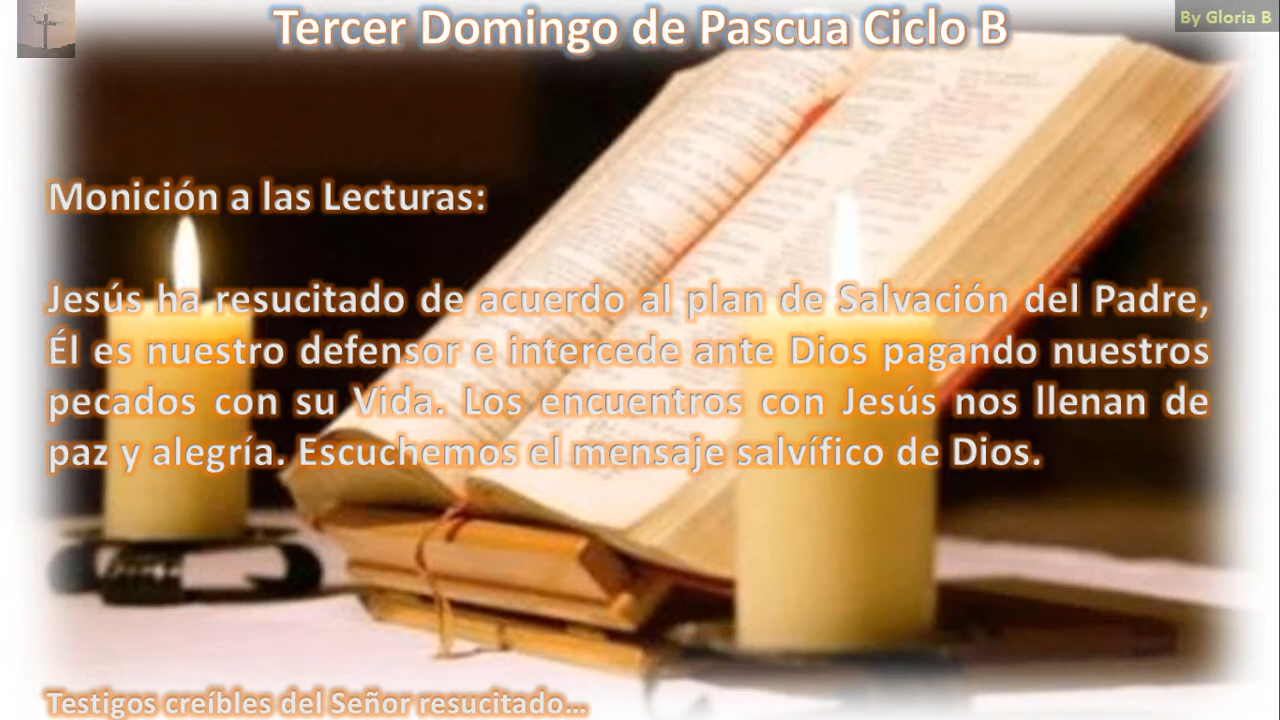 Tercer Domingo de Pascua Ciclo B
By Gloria B
Monición a las Lecturas:
Jesús ha resucitado de acuerdo al plan de Salvación del Padre,
Él es nuestro defensor e intercede ante Dios pagando nuestros
pecados con su Vida. Los encuentros con Jesús nos llenan de
paz y alegría. Escuchemos el mensaje salvífico de Dios.
Testigos creíbles del Señor resucitado...